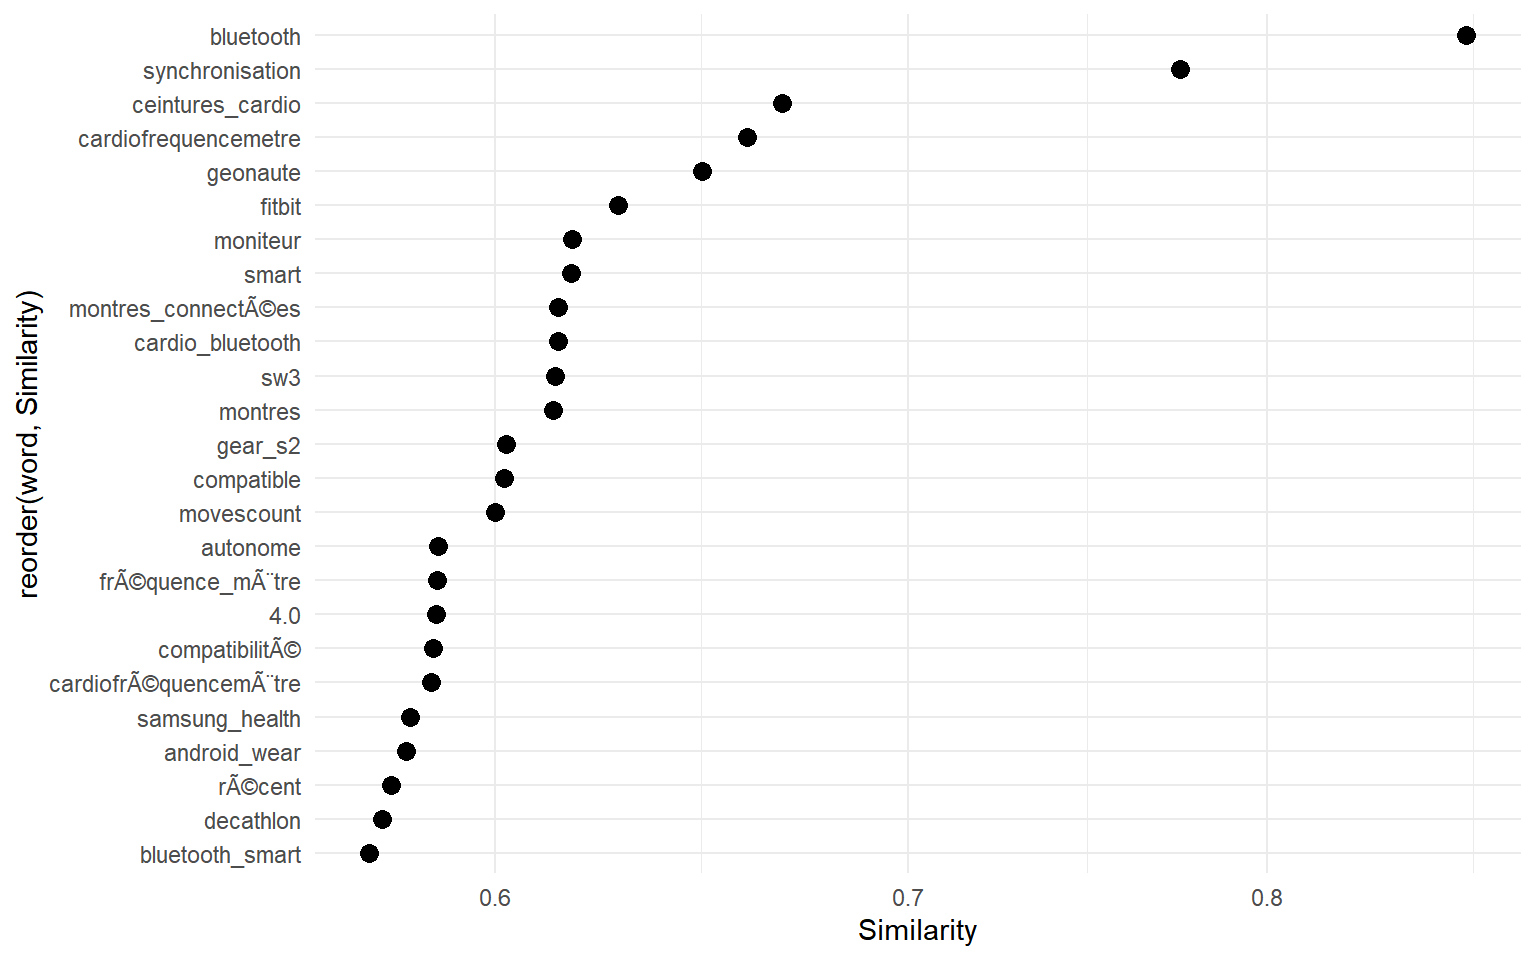 bluetooth
synchronisation
ceintures_cardio
cardiofrequencemetre
geonaute
fitbit
moniteur
smart
montres_connectÃ©es
cardio_bluetooth
sw3
montres
gear_s2
compatible
movescount
autonome
frÃ©quence_mÃ¨tre
4.0
compatibilitÃ©
cardiofrÃ©quencemÃ¨tre
samsung_health
android_wear
rÃ©cent
decathlon
bluetooth_smart
reorder(word, Similarity)
0.6 0.7 0.8
Similarity